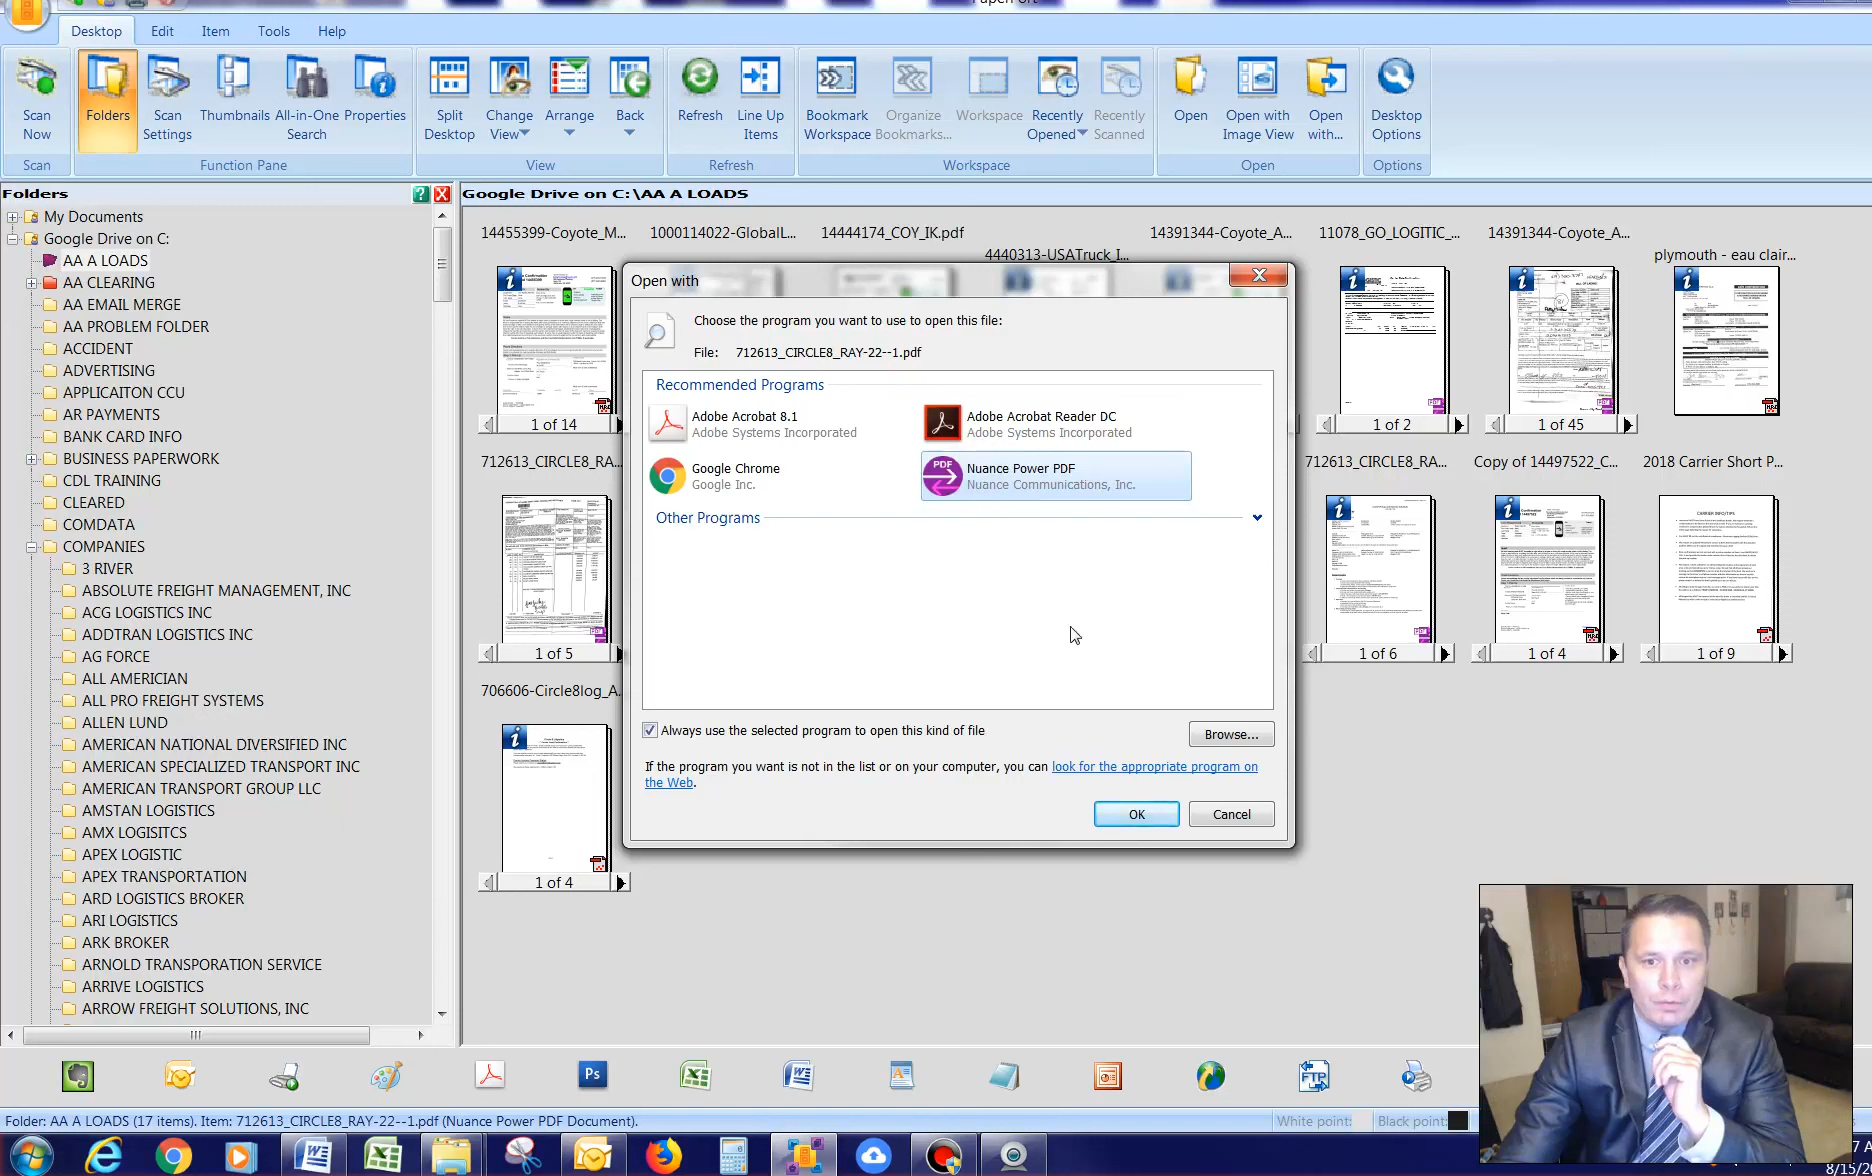 Desktop Edit Item Tools Help
Scan Now
Folders
Scan Settings
Thumbnails
All-in-One Search
Properties
Split Desktop
Change View
Arrange
Back
Refresh
Line Up Items
Bookmark Workspace
Organize Bookmarks...
Workspace
Recently Opened
Recently Scanned
Open
Open with Image View
Open with...
Desktop Options
Scan Function Pane View Refresh Workspace Open Options
Folders
My Documents
Google Drive on C:
AA A LOADS
AA CLEARING
AA EMAIL MERGE
AA PROBLEM FOLDER
ACCIDENT
ADVERTISING
APPLICAITON CCU
AR PAYMENTS
BANK CARD INFO
BUSINESS PAPERWORK
CDL TRAINING
CLEARED
COMDATA
COMPANIES
3 RIVER
ABSOLUTE FREIGHT MANAGEMENT, INC
ACG LOGISTICS INC
ADDTRAN LOGISTICS INC
AG FORCE
ALL AMERICIAN
ALL PRO FREIGHT SYSTEMS
ALLEN LUND
AMERICAN NATIONAL DIVERSIFIED INC
AMERICAN SPECIALIZED TRANSPORT INC
AMERICAN TRANSPORT GROUP LLC
AMSTAN LOGISTICS
AMX LOGISITCS
APEX LOGISTIC
APEX TRANSPORTATION
ARD LOGISTICS BROKER
ARI LOGISTICS
ARK BROKER
ARNOLD TRANSPORATION SERVICE
ARRIVE LOGISTICS
ARROW FREIGHT SOLUTIONS, INC
Google Drive on C:\AA A LOADS
14455399-Coyote_M...
1000114022-GlobalL...
14444174_COY_IK.pdf
4440313-USATruck_I...
14391344-Coyote_A...
11078_GO_LOGITIC_...
14391344-Coyote_A...
plymouth - eau clair...
1 of 14
1 of 2
1 of 45
712613_CIRCLE8_RA...
712613_CIRCLE8_RA...
Copy of 14497522_C...
2018 Carrier Short P...
CARRIER INFO/TIPS
1 of 5
1 of 6
1 of 4
1 of 9
706606-Circle8log_A...
1 of 4
Open with
Choose the program you want to use to open this file:
File: 712613_CIRCLE8_RAY-22--1.pdf
Recommended Programs
Adobe Acrobat 8.1
Adobe Systems Incorporated
Adobe Acrobat Reader DC
Adobe Systems Incorporated
Google Chrome
Google Inc.
PDF
Nuance Power PDF
Nuance Communications, Inc.
Other Programs
Always use the selected program to open this kind of file
Browse...
If the program you want is not in the list or on your computer, you can look for the appropriate program on
the Web.
OK Cancel
Ps
FTP
Folder: AA A LOADS (17 items). Item: 712613_CIRCLE8_RAY-22--1.pdf (Nuance Power PDF Document).
White point: Black point: